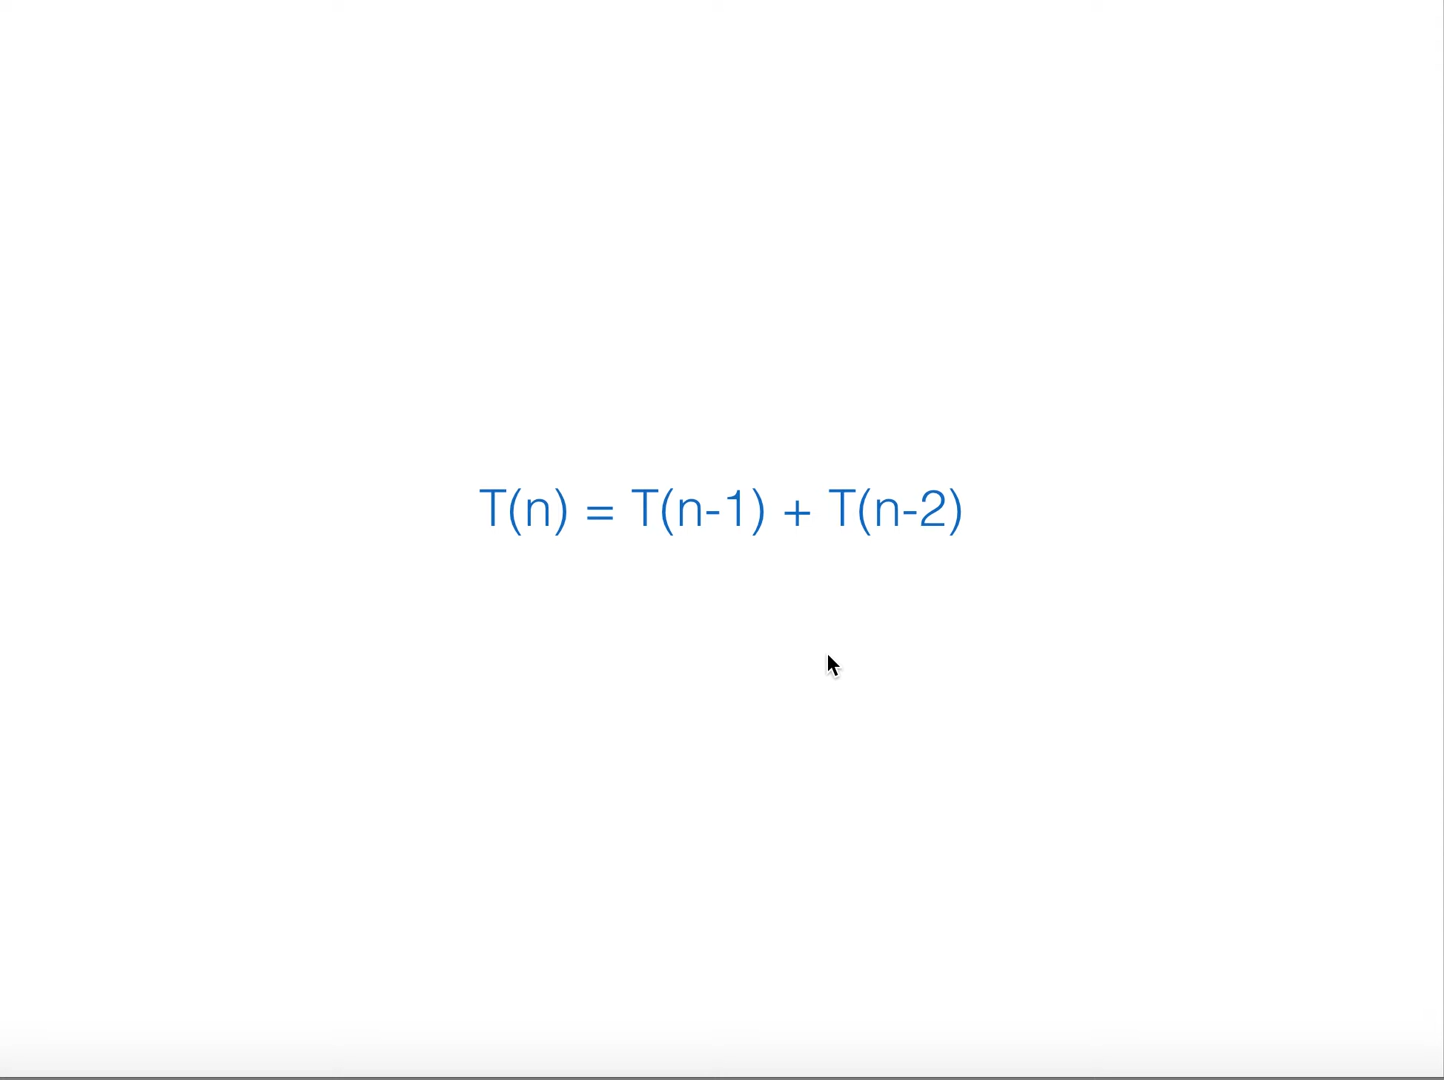 T(n) = T(n-1) + T(n-2)